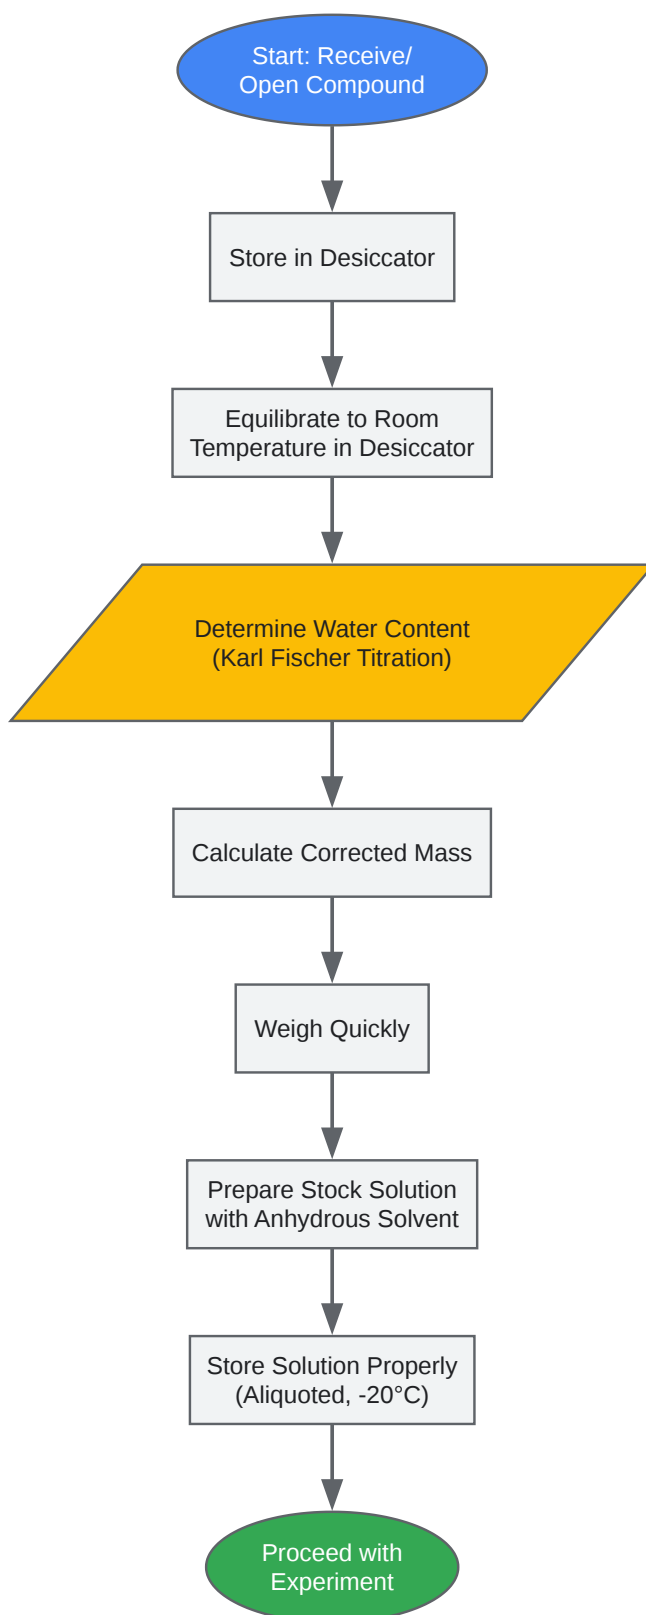 Start: Receive/
Open Compound
Store in Desiccator
Equilibrate to Room
Temperature in Desiccator
Determine Water Content
(Karl Fischer Titration)
Calculate Corrected Mass
Weigh Quickly
Prepare Stock Solution
with Anhydrous Solvent
Store Solution Properly
(Aliquoted, -20°C)
Proceed with
Experiment